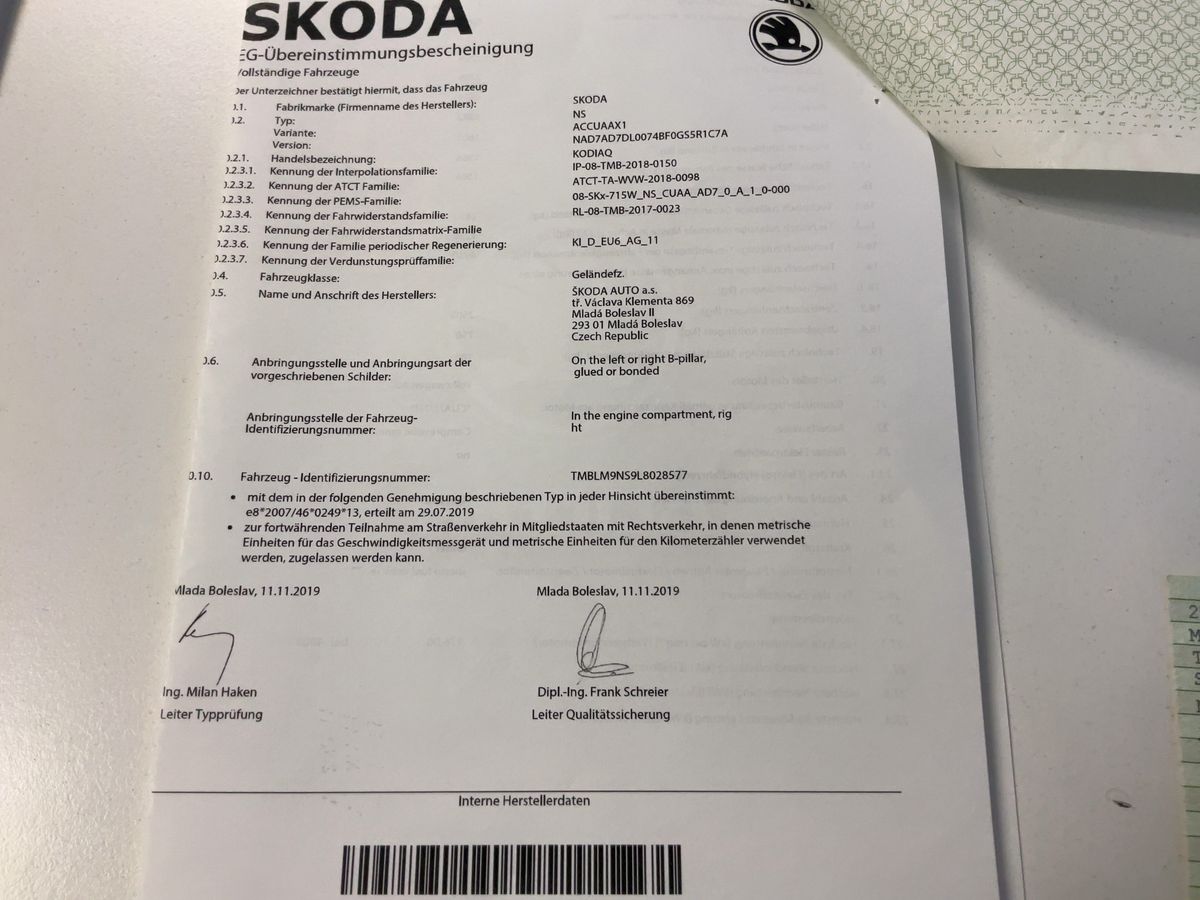 SKODA
EG-Übereinstimmungsbescheinigung
Vollständige Fahrzeuge
Der Unterzeichner bestätigt hiermit, dass das Fahrzeug
0.1. Fabrikmarke (Firmenname des Herstellers): SKODA
0.2. Typ: NS
Variante: ACCUAAX1
Version: NAD7AD7DL0074BF0GS5R1C7A
0.2.1. Handelsbezeichnung: KODIAQ
0.2.3.1. Kennung der Interpolationsfamilie: IP-08-TMB-2018-0150
0.2.3.2. Kennung der ATCT Familie: ATCT-TA-WVW-2018-0098
0.2.3.3. Kennung der PEMS-Familie: 08-SKx-715W_NS_CUAA_AD7_0_A_1_0-000
0.2.3.4. Kennung der Fahrwiderstandsfamilie: RL-08-TMB-2017-0023
0.2.3.5. Kennung der Fahrwiderstandsmatrix-Familie
0.2.3.6. Kennung der Familie periodischer Regenerierung: KI_D_EU6_AG_11
0.2.3.7. Kennung der Verdunstungsprüffamilie:
0.4. Fahrzeugklasse: Geländefz.
0.5. Name und Anschrift des Herstellers: ŠKODA AUTO a.s.
tř. Václava Klementa 869
Mladá Boleslav II
293 01 Mladá Boleslav
Czech Republic
0.6. Anbringungsstelle und Anbringungsart der On the left or right B-pillar,
vorgeschriebenen Schilder: glued or bonded
Anbringungsstelle der Fahrzeug- In the engine compartment, rig
Identifizierungsnummer: ht
0.10. Fahrzeug - Identifizierungsnummer: TMBLM9NS9L8028577
• mit dem in der folgenden Genehmigung beschriebenen Typ in jeder Hinsicht übereinstimmt:
e8*2007/46*0249*13, erteilt am 29.07.2019
• zur fortwährenden Teilnahme am Straßenverkehr in Mitgliedstaaten mit Rechtsverkehr, in denen metrische
Einheiten für das Geschwindigkeitsmessgerät und metrische Einheiten für den Kilometerzähler verwendet
werden, zugelassen werden kann.
Mlada Boleslav, 11.11.2019 Mlada Boleslav, 11.11.2019
Ing. Milan Haken Dipl.-Ing. Frank Schreier
Leiter Typprüfung Leiter Qualitätssicherung
Interne Herstellerdaten